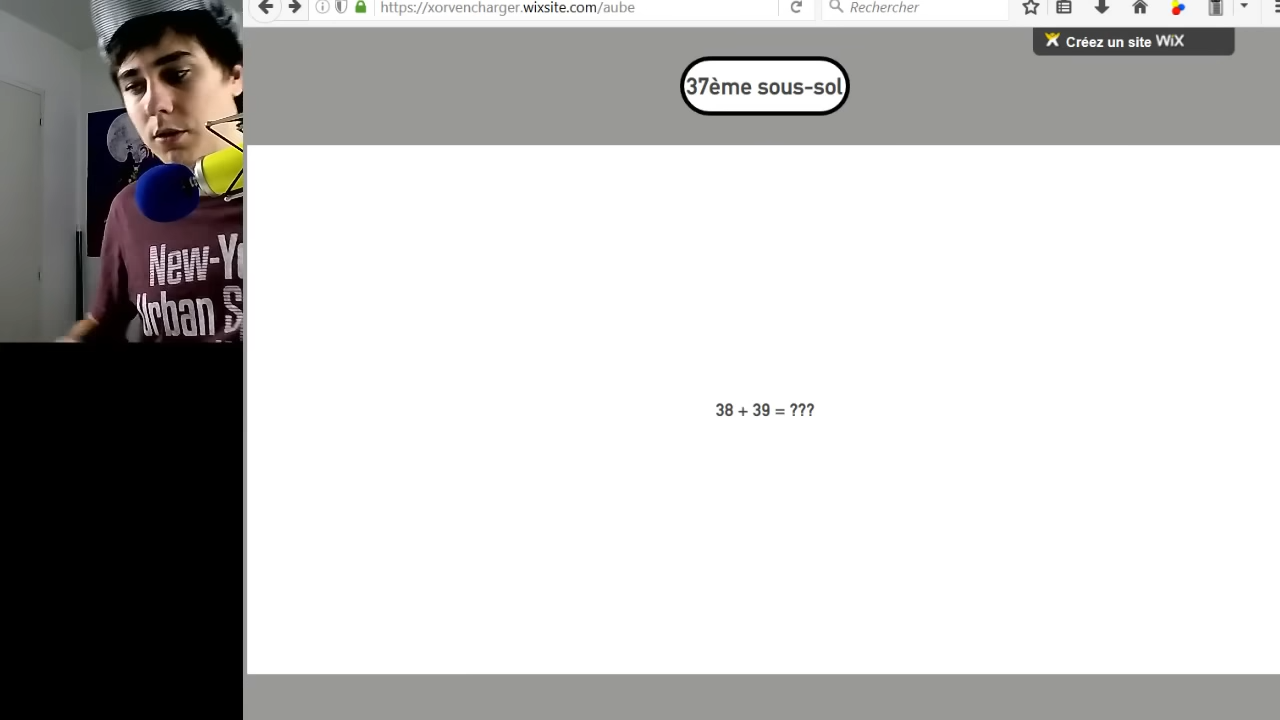 https://xorvencharger.wixsite.com/aube
Rechercher
Créez un site WiX
37ème sous-sol
New-Yo
Urban S
38 + 39 = ???